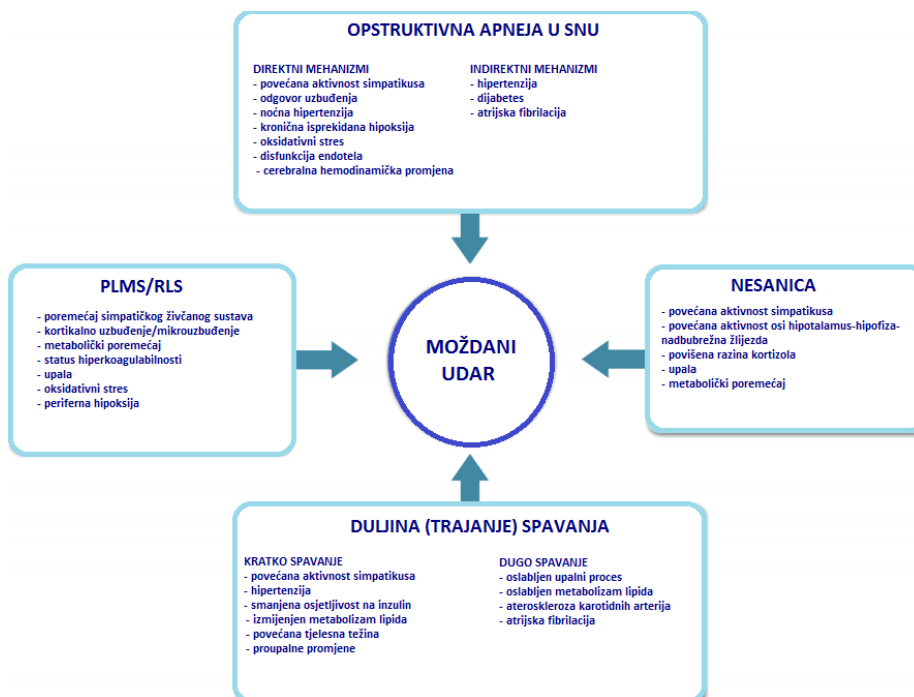 OPSTRUKTIVNA APNEJA U SNU
DIREKTNI MEHANIZMI
- povećana aktivnost simpatikusa
- odgovor uzbuđenja
- noćna hipertenzija
- kronična isprekidana hipoksija
- oksidativni stres
- disfunkcija endotela
- cerebralna hemodinamička promjena
INDIREKTNI MEHANIZMI
- hipertenzija
- dijabetes
- atrijska fibrilacija
PLMS/RLS
- poremećaj simpatičkog živčanog sustava
- kortikalno uzbuđenje/mikrouzbuđenje
- metabolički poremećaj
- status hiperkoagulabilnosti
- upala
- oksidativni stres
- periferna hipoksija
MOŽDANI
UDAR
NESANICA
- povećana aktivnost simpatikusa
- povećana aktivnost osi hipotalamus-hipofiza-
nadbubrežna žlijezda
- povišena razina kortizola
- upala
- metabolički poremećaj
DULJINA (TRAJANJE) SPAVANJA
KRATKO SPAVANJE
- povećana aktivnost simpatikusa
- hipertenzija
- smanjena osjetljivost na inzulin
- izmijenjen metabolizam lipida
- povećana tjelesna težina
- proupalne promjene
DUGO SPAVANJE
- oslabljen upalni proces
- oslabljen metabolizam lipida
- ateroskleroza karotidnih arterija
- atrijska fibrilacija